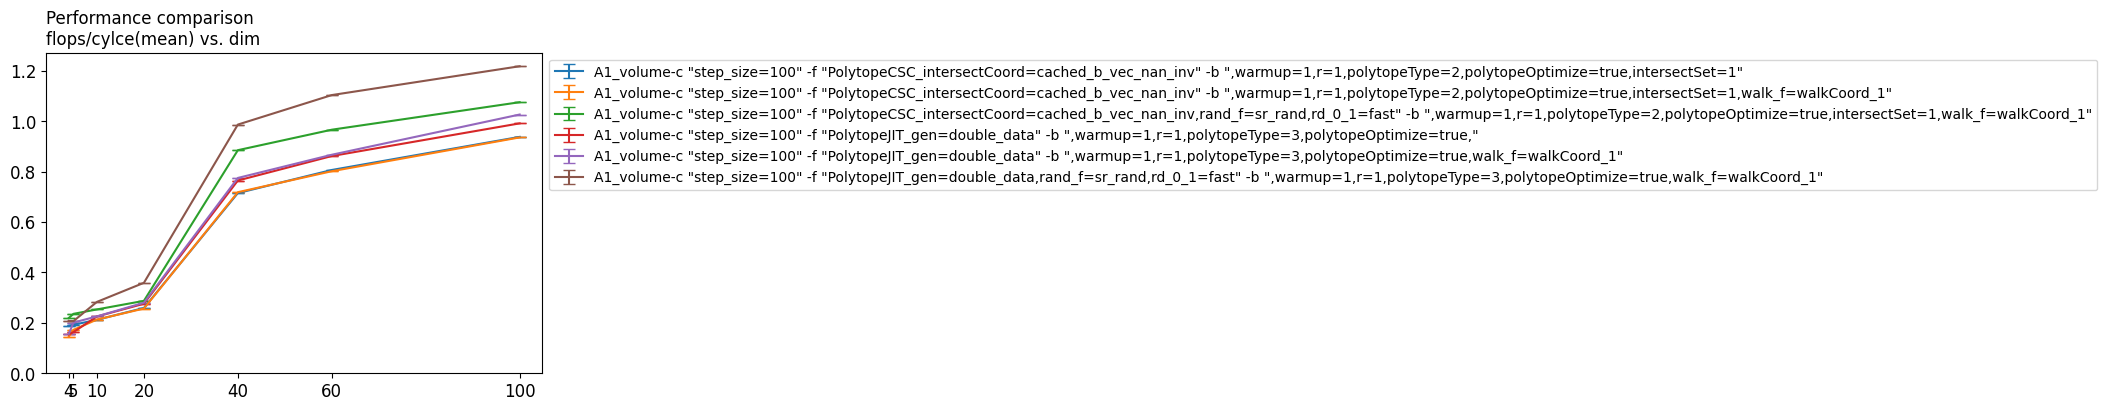 Performance comparison
flops/cylce(mean) vs. dim
1.2
1.0
0.8
0.6
0.4
0.2
0.0
4 5 10 20 40 60 100
A1_volume-c "step_size=100" -f "PolytopeCSC_intersectCoord=cached_b_vec_nan_inv" -b ",warmup=1,r=1,polytopeType=2,polytopeOptimize=true,intersectSet=1"
A1_volume-c "step_size=100" -f "PolytopeCSC_intersectCoord=cached_b_vec_nan_inv" -b ",warmup=1,r=1,polytopeType=2,polytopeOptimize=true,intersectSet=1,walk_f=walkCoord_1"
A1_volume-c "step_size=100" -f "PolytopeCSC_intersectCoord=cached_b_vec_nan_inv,rand_f=sr_rand,rd_0_1=fast" -b ",warmup=1,r=1,polytopeType=2,polytopeOptimize=true,intersectSet=1,walk_f=walkCoord_1"
A1_volume-c "step_size=100" -f "PolytopeJIT_gen=double_data" -b ",warmup=1,r=1,polytopeType=3,polytopeOptimize=true,"
A1_volume-c "step_size=100" -f "PolytopeJIT_gen=double_data" -b ",warmup=1,r=1,polytopeType=3,polytopeOptimize=true,walk_f=walkCoord_1"
A1_volume-c "step_size=100" -f "PolytopeJIT_gen=double_data,rand_f=sr_rand,rd_0_1=fast" -b ",warmup=1,r=1,polytopeType=3,polytopeOptimize=true,walk_f=walkCoord_1"